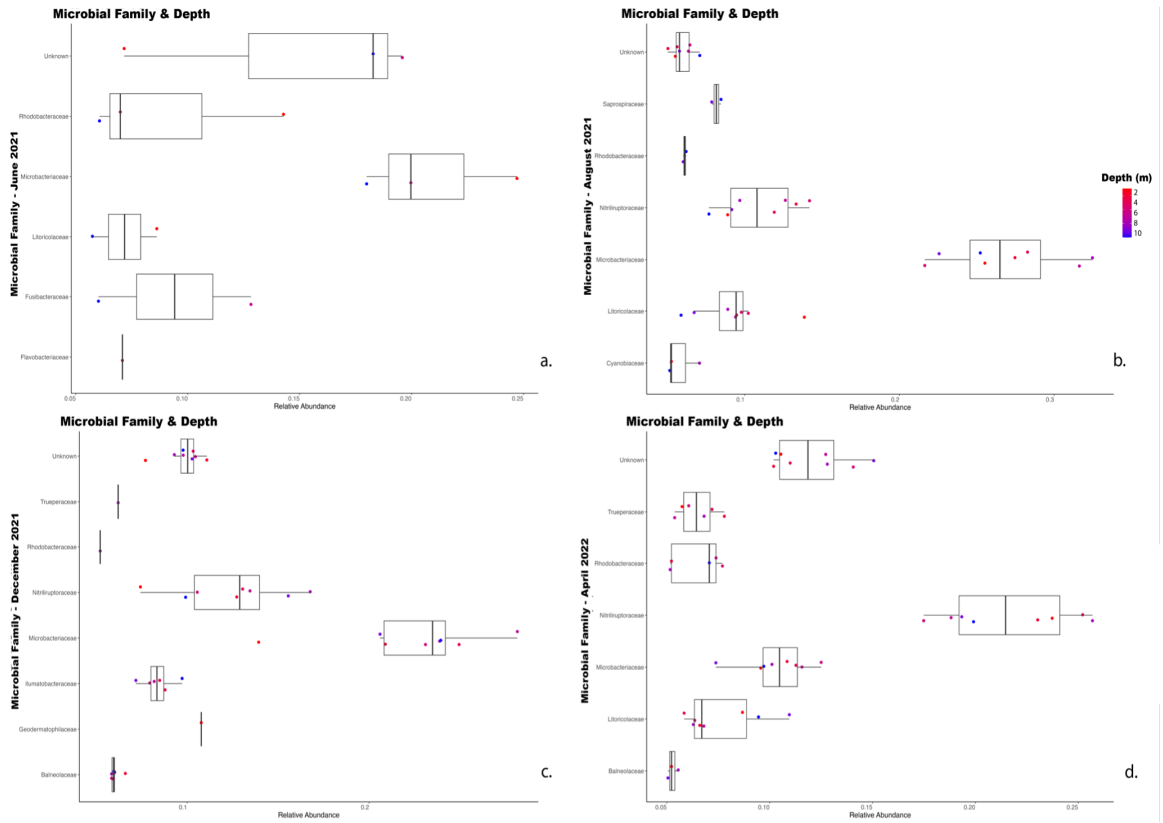 Microbial Family & Depth
Microbial Family - June 2021
Unknown
Rhodobacteraceae
Microbacteriaceae
Litoricolaceae
Fusibacteraceae
Flavobacteriaceae
a.
0.05 0.10 0.15 0.20 0.25
Relative Abundance
Microbial Family & Depth
Microbial Family - August 2021
Unknown
Saprospiraceae
Rhodobacteraceae
Nitriliruptoraceae
Microbacteriaceae
Litoricolaceae
Cyanobiaceae
b.
0.1 0.2 0.3
Relative Abundance
Depth (m)
2
4
6
8
10
Microbial Family & Depth
Microbial Family - December 2021
Unknown
Trueperaceae
Rhodobacteraceae
Nitriliruptoraceae
Microbacteriaceae
Ilumatobacteraceae
Geodermatophilaceae
Balneolaceae
c.
0.1 0.2
Relative Abundance
Microbial Family & Depth
Microbial Family - April 2022
Unknown
Trueperaceae
Rhodobacteraceae
Nitriliruptoraceae
Microbacteriaceae
Litoricolaceae
Balneolaceae
d.
0.05 0.10 0.15 0.20 0.25
Relative Abundance